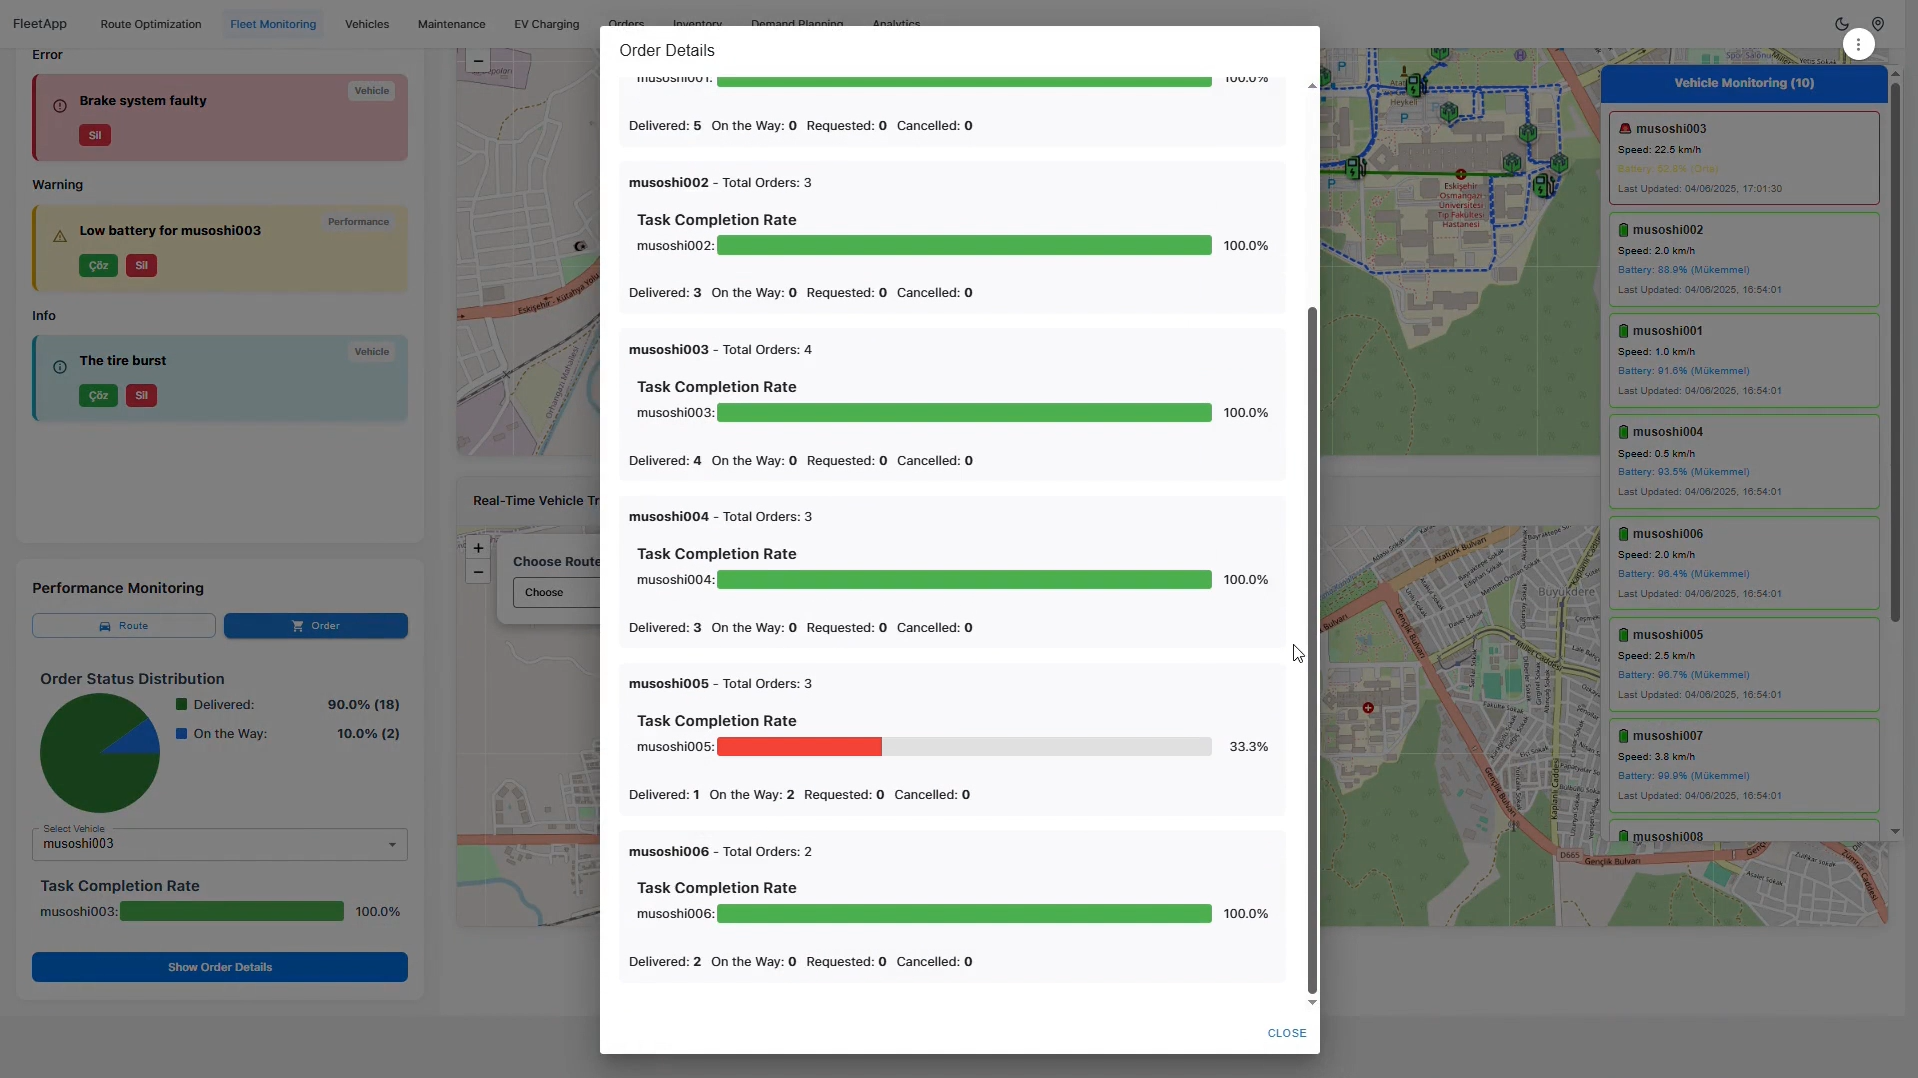 FleetApp
Route Optimization
Fleet Monitoring
Vehicles
Maintenance
EV Charging
Orders
Inventory
Demand Planning
Analytics
Error
Brake system faulty
Vehicle
Sil
Warning
Low battery for musoshi003
Performance
Çöz
Sil
Info
The tire burst
Vehicle
Çöz
Sil
Performance Monitoring
Route
Order
Order Status Distribution
Delivered: 90.0% (18)
On the Way: 10.0% (2)
Select Vehicle
musoshi003
Task Completion Rate
musoshi003: 100.0%
Show Order Details
Eskişehir - Kütahya Yolu
Orhangazi Mahallesi
Real-Time Vehicle Tr
+
−
Choose Route
Choose
Order Details
musoshi001: 100.0%
Delivered: 5 On the Way: 0 Requested: 0 Cancelled: 0
musoshi002 - Total Orders: 3
Task Completion Rate
musoshi002: 100.0%
Delivered: 3 On the Way: 0 Requested: 0 Cancelled: 0
musoshi003 - Total Orders: 4
Task Completion Rate
musoshi003: 100.0%
Delivered: 4 On the Way: 0 Requested: 0 Cancelled: 0
musoshi004 - Total Orders: 3
Task Completion Rate
musoshi004: 100.0%
Delivered: 3 On the Way: 0 Requested: 0 Cancelled: 0
musoshi005 - Total Orders: 3
Task Completion Rate
musoshi005: 33.3%
Delivered: 1 On the Way: 2 Requested: 0 Cancelled: 0
musoshi006 - Total Orders: 2
Task Completion Rate
musoshi006: 100.0%
Delivered: 2 On the Way: 0 Requested: 0 Cancelled: 0
CLOSE
Heykeli
Eskişehir
Osmangazi
Üniversitesi
Tıp Fakültesi
Hastanesi
Vehicle Monitoring (10)
musoshi003
Speed: 22.5 km/h
Last Updated: 04/06/2025, 17:01:30
musoshi002
Speed: 2.0 km/h
Battery: 88.9% (Mükemmel)
Last Updated: 04/06/2025, 16:54:01
musoshi001
Speed: 1.0 km/h
Battery: 91.6% (Mükemmel)
Last Updated: 04/06/2025, 16:54:01
musoshi004
Speed: 0.5 km/h
Battery: 93.5% (Mükemmel)
Last Updated: 04/06/2025, 16:54:01
musoshi006
Speed: 2.0 km/h
Battery: 96.4% (Mükemmel)
Last Updated: 04/06/2025, 16:54:01
musoshi005
Speed: 2.5 km/h
Battery: 96.7% (Mükemmel)
Last Updated: 04/06/2025, 16:54:01
musoshi007
Speed: 3.8 km/h
Battery: 99.9% (Mükemmel)
Last Updated: 04/06/2025, 16:54:01
musoshi008
Atatürk Bulvarı
Büyükdere
Millet Caddesi
Gençlik Bulvarı
Kaplanlı Caddesi
D665
Gençlik Bulvarı